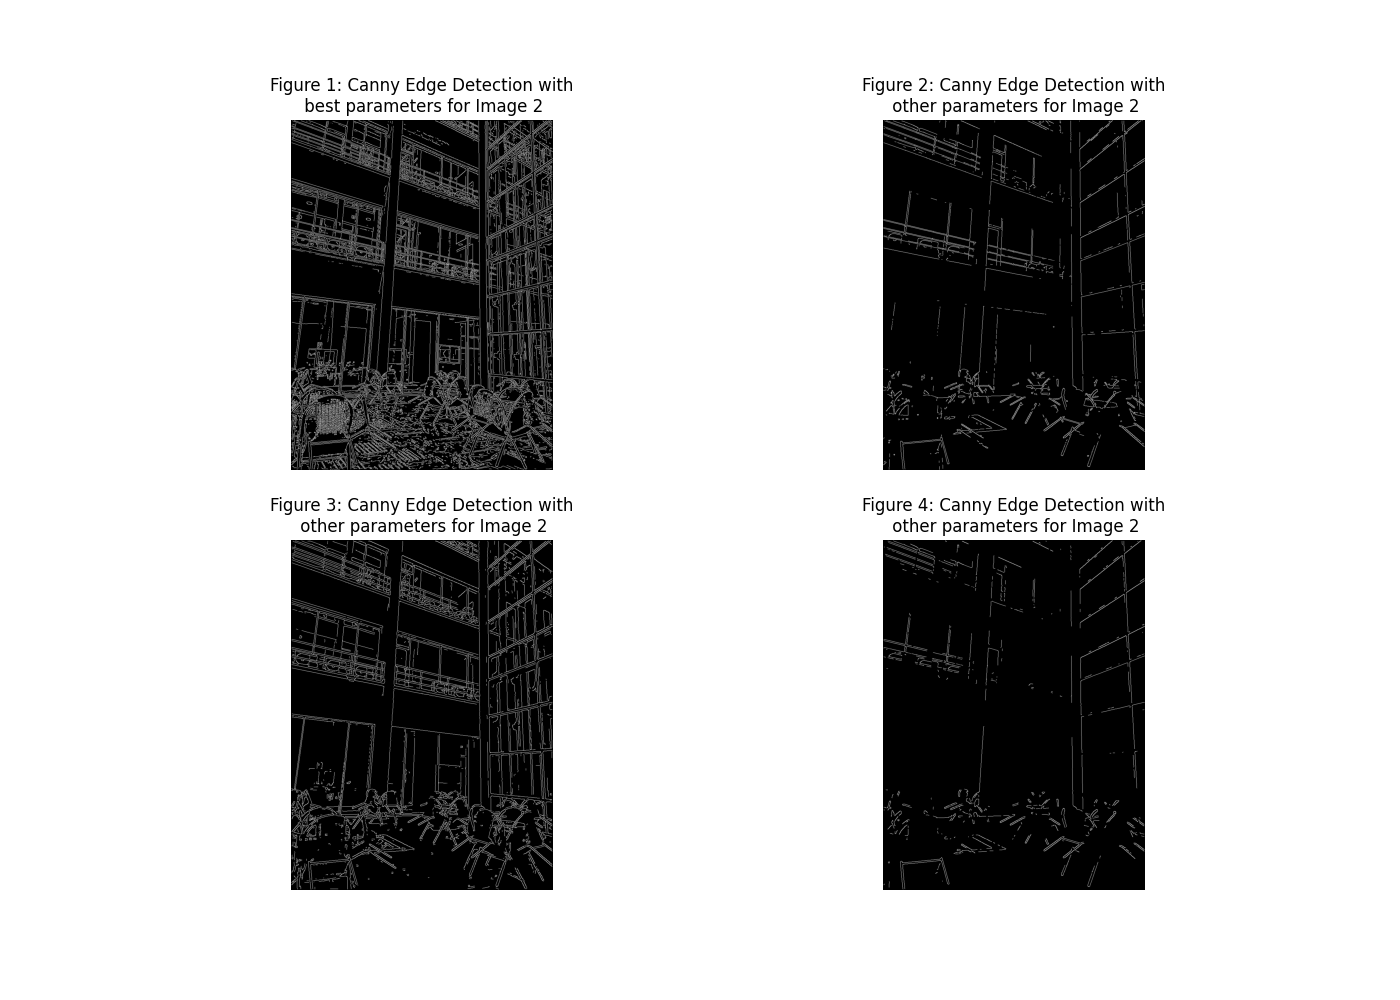 Figure 1: Canny Edge Detection with
best parameters for Image 2
Figure 2: Canny Edge Detection with
other parameters for Image 2
Figure 3: Canny Edge Detection with
other parameters for Image 2
Figure 4: Canny Edge Detection with
other parameters for Image 2